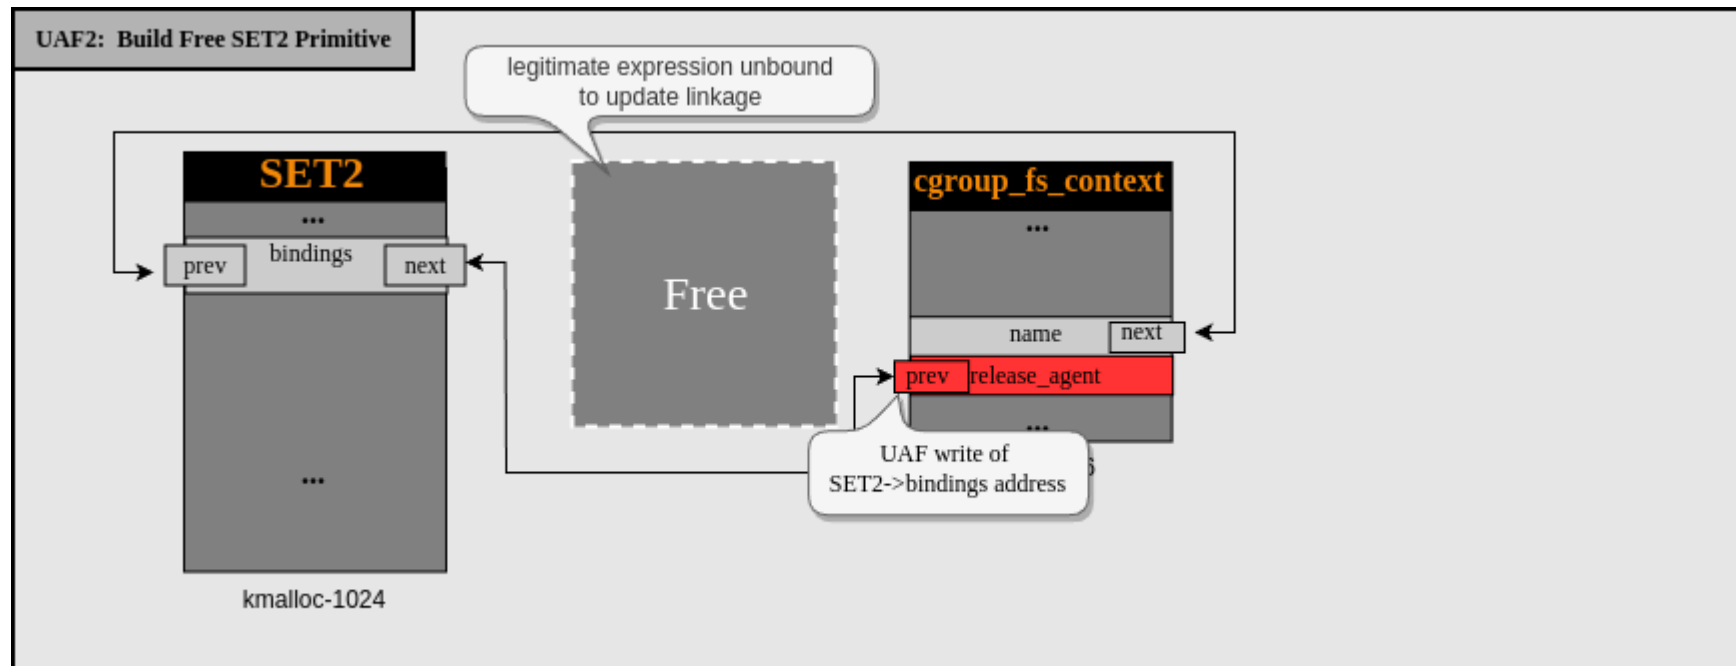 UAF2: Build Free SET2 Primitive
legitimate expression unbound
to update linkage
SET2
...
prev
bindings
next
...
kmalloc-1024
Free
cgroup_fs_context
...
name
next
prev
release_agent
...
UAF write of
SET2->bindings address